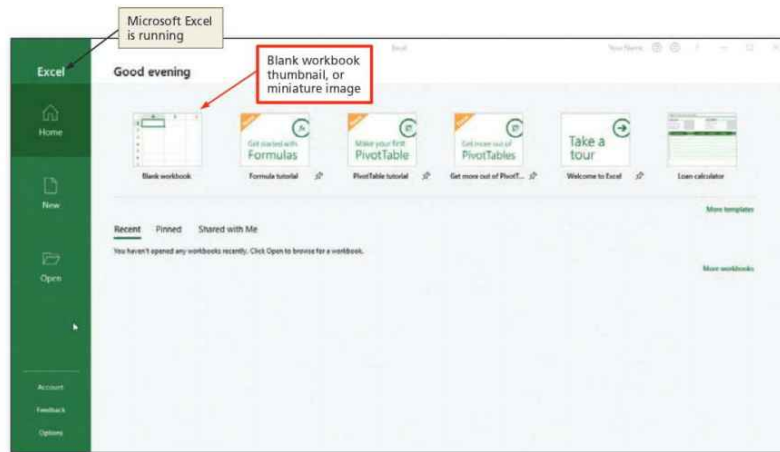 Microsoft Excel
is running
Excel
Your Name
Excel
Good evening
Blank workbook
thumbnail, or
miniature image
Home
New
Open
Account
Feedback
Options
Get started with
Formulas
Make your first
PivotTable
Get more out of
PivotTables
Take a
tour
Blank workbook
Formula tutorial
PivotTable tutorial
Get more out of PivotT...
Welcome to Excel
Loan calculator
More templates
Recent Pinned Shared with Me
You haven't opened any workbooks recently. Click Open to browse for a workbook.
More workbooks